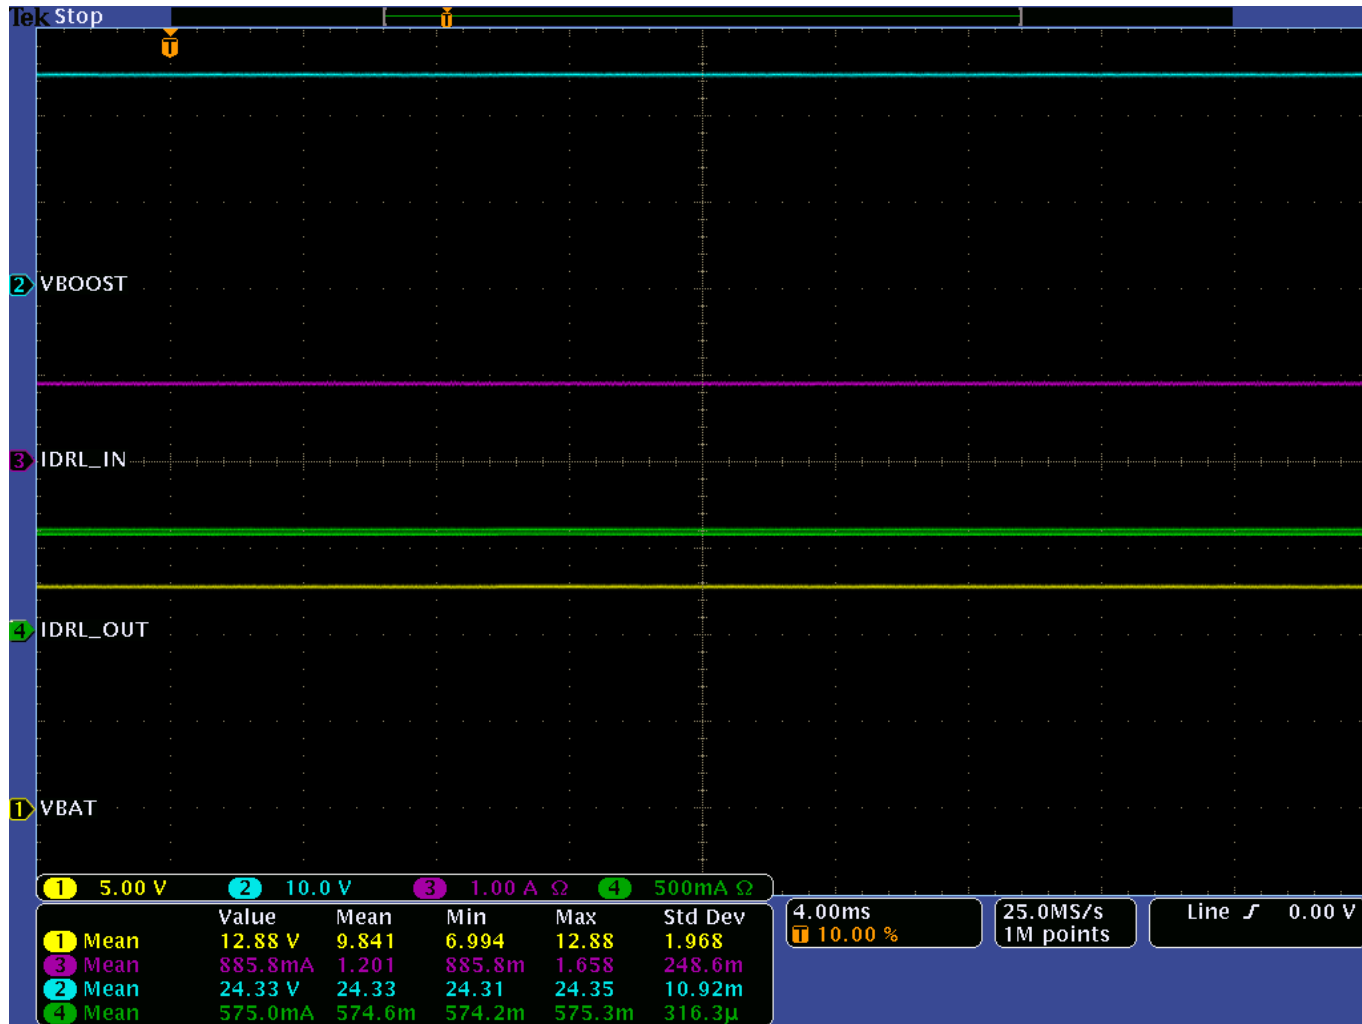 Tek Stop
T
T
2 VBOOST
3 IDRL_IN
4 IDRL_OUT
1 VBAT
1 5.00 V 2 10.0 V 3 1.00 A Ω 4 500mA Ω
Value Mean Min Max Std Dev
1 Mean 12.88 V 9.841 6.994 12.88 1.968
3 Mean 885.8mA 1.201 885.8m 1.658 248.6m
2 Mean 24.33 V 24.33 24.31 24.35 10.92m
4 Mean 575.0mA 574.6m 574.2m 575.3m 316.3µ
4.00ms
T 10.00 %
25.0MS/s
1M points
Line 0.00 V